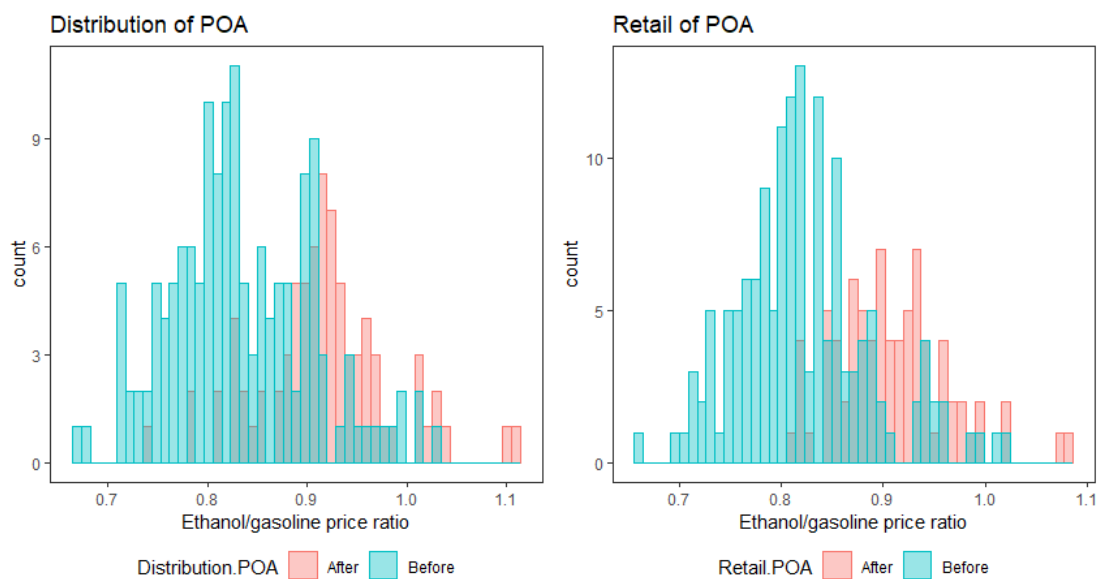 Distribution of POA
count
9
6
3
0
0.7 0.8 0.9 1.0 1.1
Ethanol/gasoline price ratio
Distribution.POA After Before
Retail of POA
count
10
5
0
0.7 0.8 0.9 1.0 1.1
Ethanol/gasoline price ratio
Retail.POA After Before